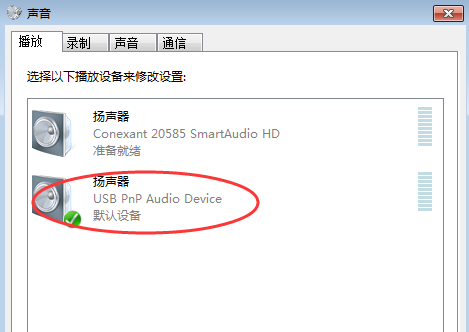 声音
播放
录制
声音
通信
选择以下播放设备来修改设置:
扬声器
Conexant 20585 SmartAudio HD
准备就绪
扬声器
USB PnP Audio Device
默认设备